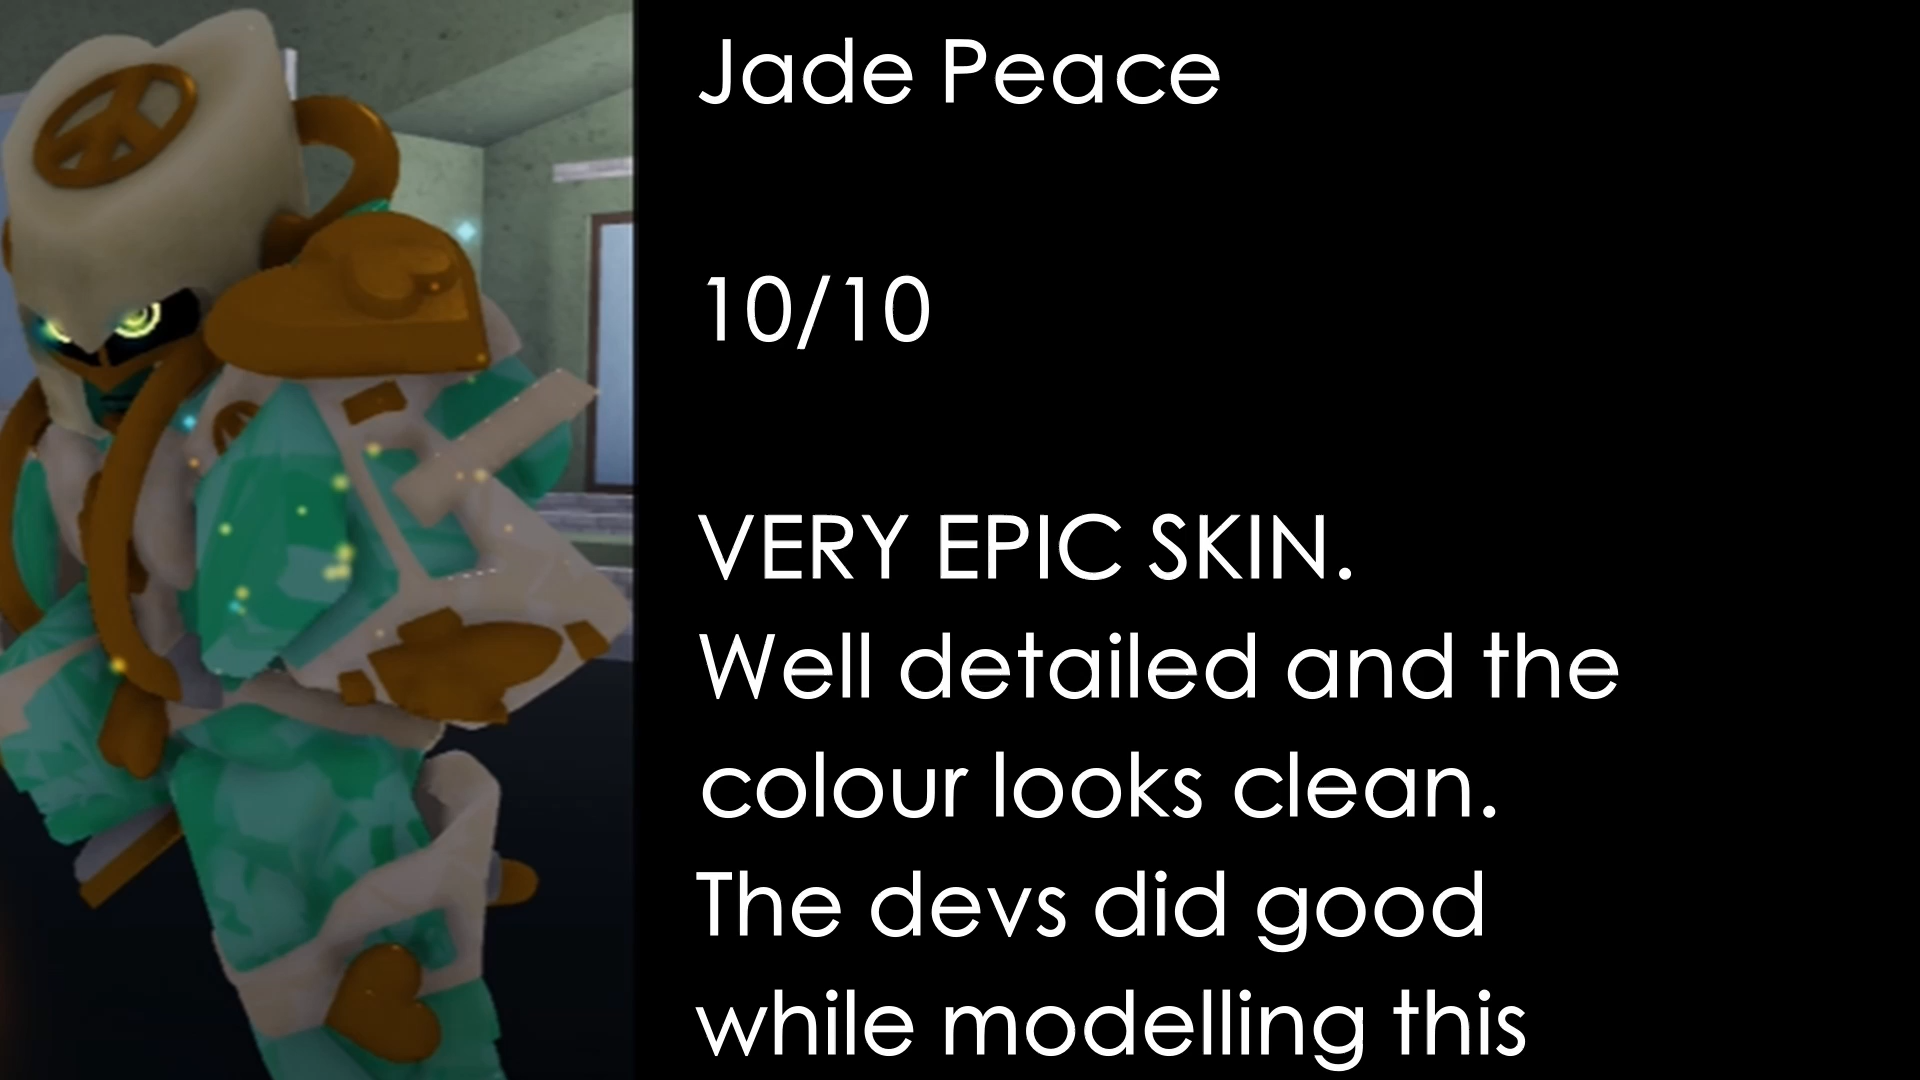 Jade Peace
10/10
VERY EPIC SKIN.
Well detailed and the
colour looks clean.
The devs did good
while modelling this